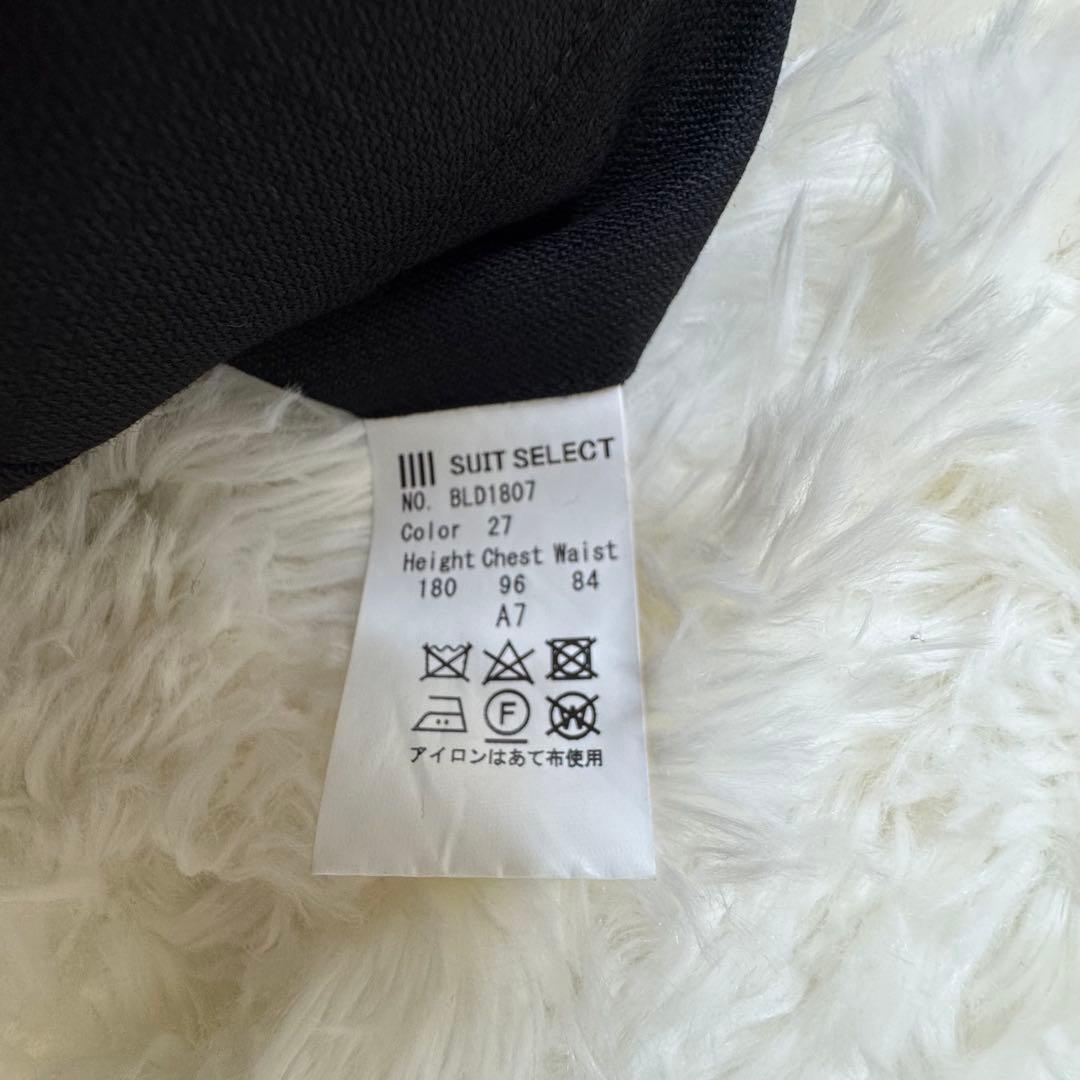 SUIT SELECT
NO. BLD1807
Color 27
Height Chest Waist
180 96 84
A7
F W
アイロンはあて布使用